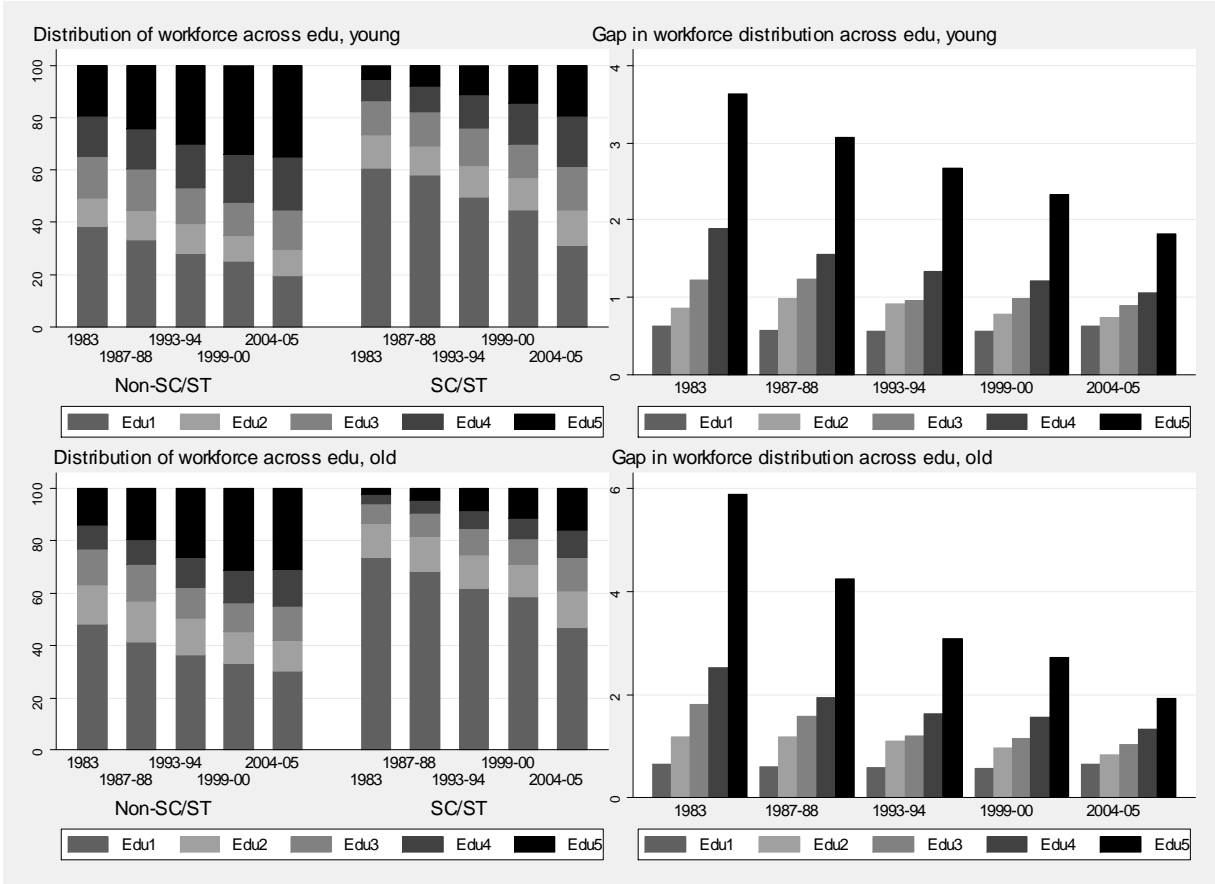 Distribution of workforce across edu, young
0 20 40 60 80 100
1983 1987-88 1993-94 1999-00 2004-05
1983 1987-88 1993-94 1999-00 2004-05
Non-SC/ST SC/ST
Edu1 Edu2 Edu3 Edu4 Edu5
Gap in workforce distribution across edu, young
0 1 2 3 4
1983 1987-88 1993-94 1999-00 2004-05
Edu1 Edu2 Edu3 Edu4 Edu5
Distribution of workforce across edu, old
0 20 40 60 80 100
1983 1987-88 1993-94 1999-00 2004-05
1983 1987-88 1993-94 1999-00 2004-05
Non-SC/ST SC/ST
Edu1 Edu2 Edu3 Edu4 Edu5
Gap in workforce distribution across edu, old
0 2 4 6
1983 1987-88 1993-94 1999-00 2004-05
Edu1 Edu2 Edu3 Edu4 Edu5